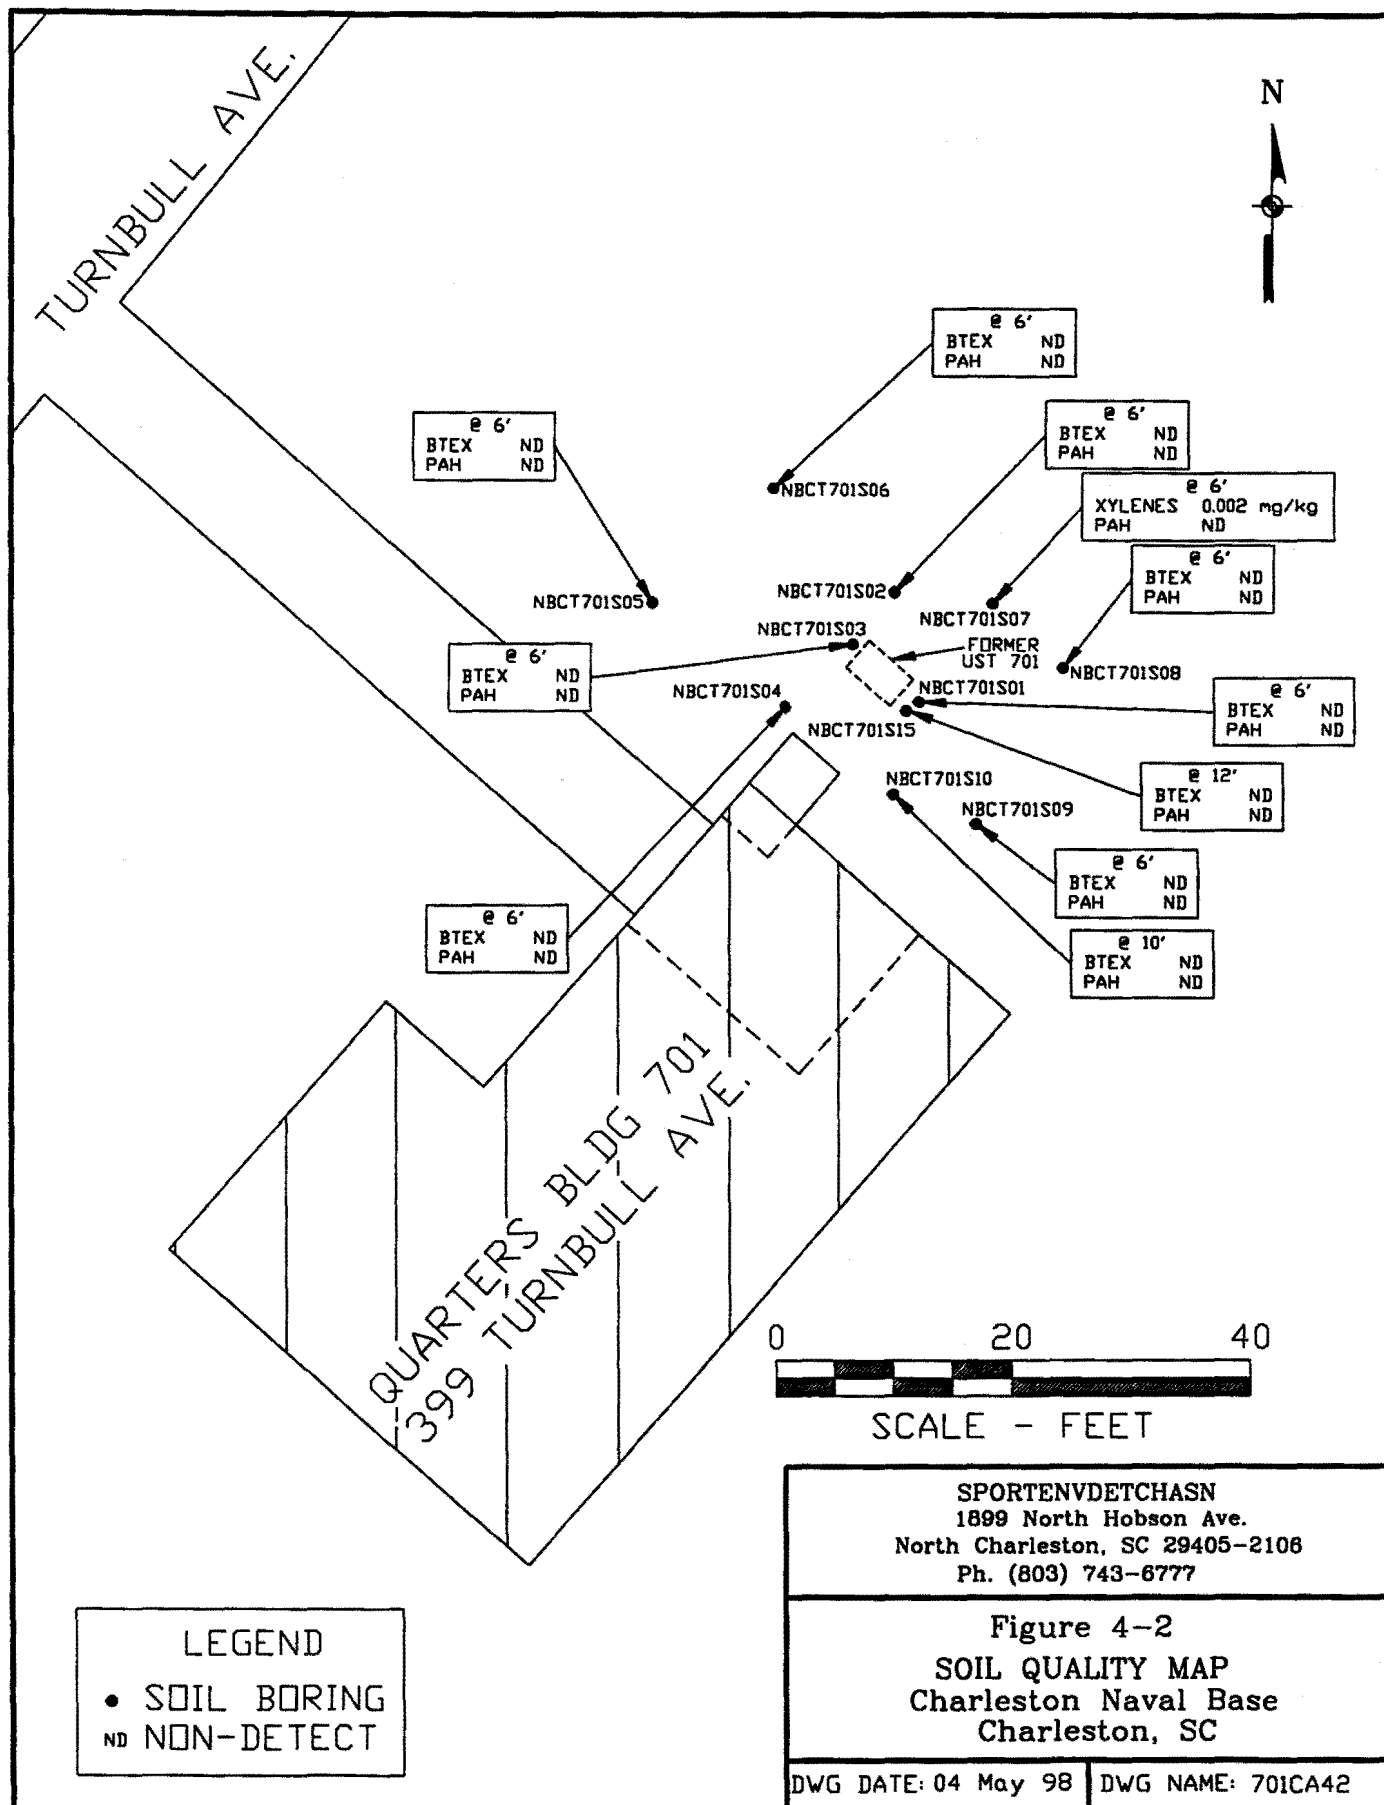 TURNBULL AVE.
N
@ 6'
BTEX ND
PAH ND
@ 6'
BTEX ND
PAH ND
@ 6'
BTEX ND
PAH ND
NBCT701S06
@ 6'
XYLENES 0.002 mg/kg
PAH ND
@ 6'
BTEX ND
PAH ND
NBCT701S05
NBCT701S02
NBCT701S07
NBCT701S03
FORMER
UST 701
@ 6'
BTEX ND
PAH ND
NBCT701S08
NBCT701S04
NBCT701S01
@ 6'
BTEX ND
PAH ND
NBCT701S15
NBCT701S10
@ 12'
BTEX ND
PAH ND
NBCT701S09
@ 6'
BTEX ND
PAH ND
@ 6'
BTEX ND
PAH ND
@ 10'
BTEX ND
PAH ND
QUARTERS BLDG 701
399 TURNBULL AVE.
0 20 40
SCALE - FEET
SPORTENVDETCHASN
1899 North Hobson Ave.
North Charleston, SC 29405-2106
Ph. (803) 743-6777
Figure 4-2
SOIL QUALITY MAP
Charleston Naval Base
Charleston, SC
DWG DATE: 04 May 98
DWG NAME: 701CA42
LEGEND
SOIL BORING
ND NON-DETECT